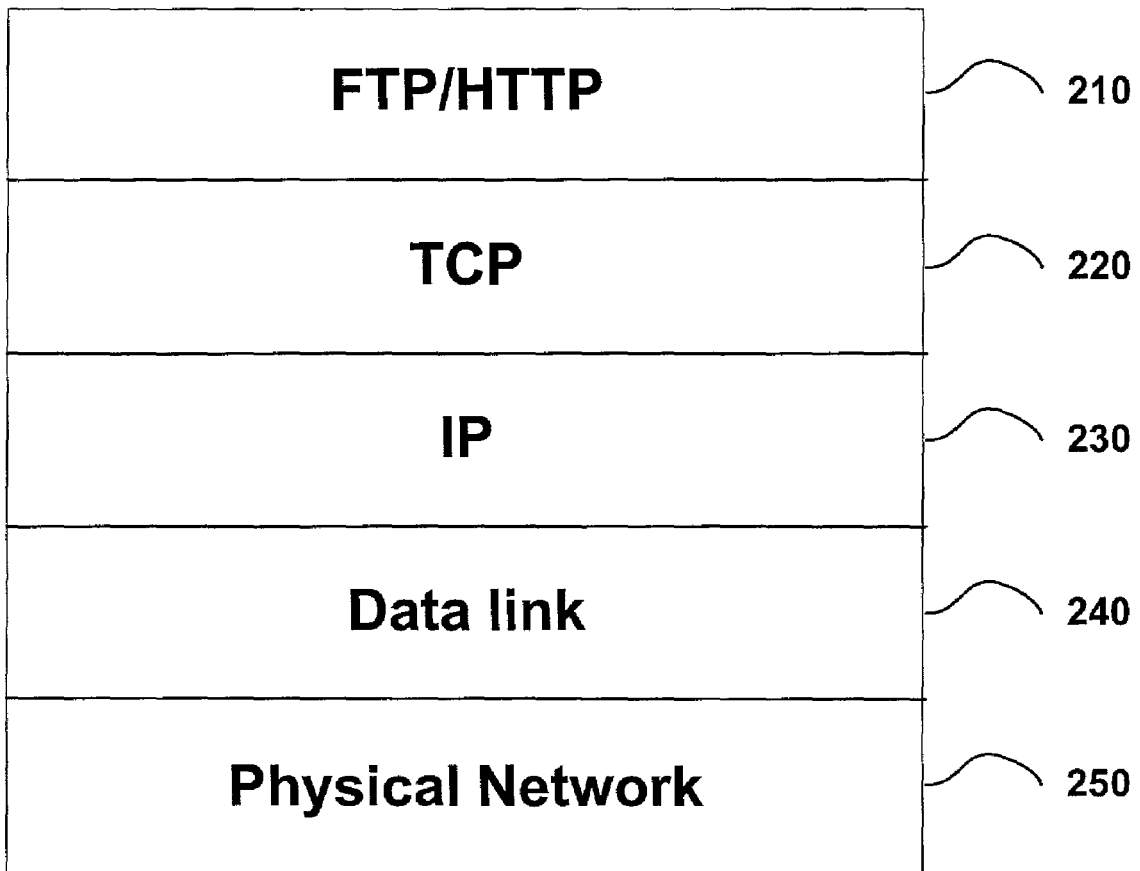 FTP/HTTP 210
TCP 220
IP 230
Data link 240
Physical Network 250